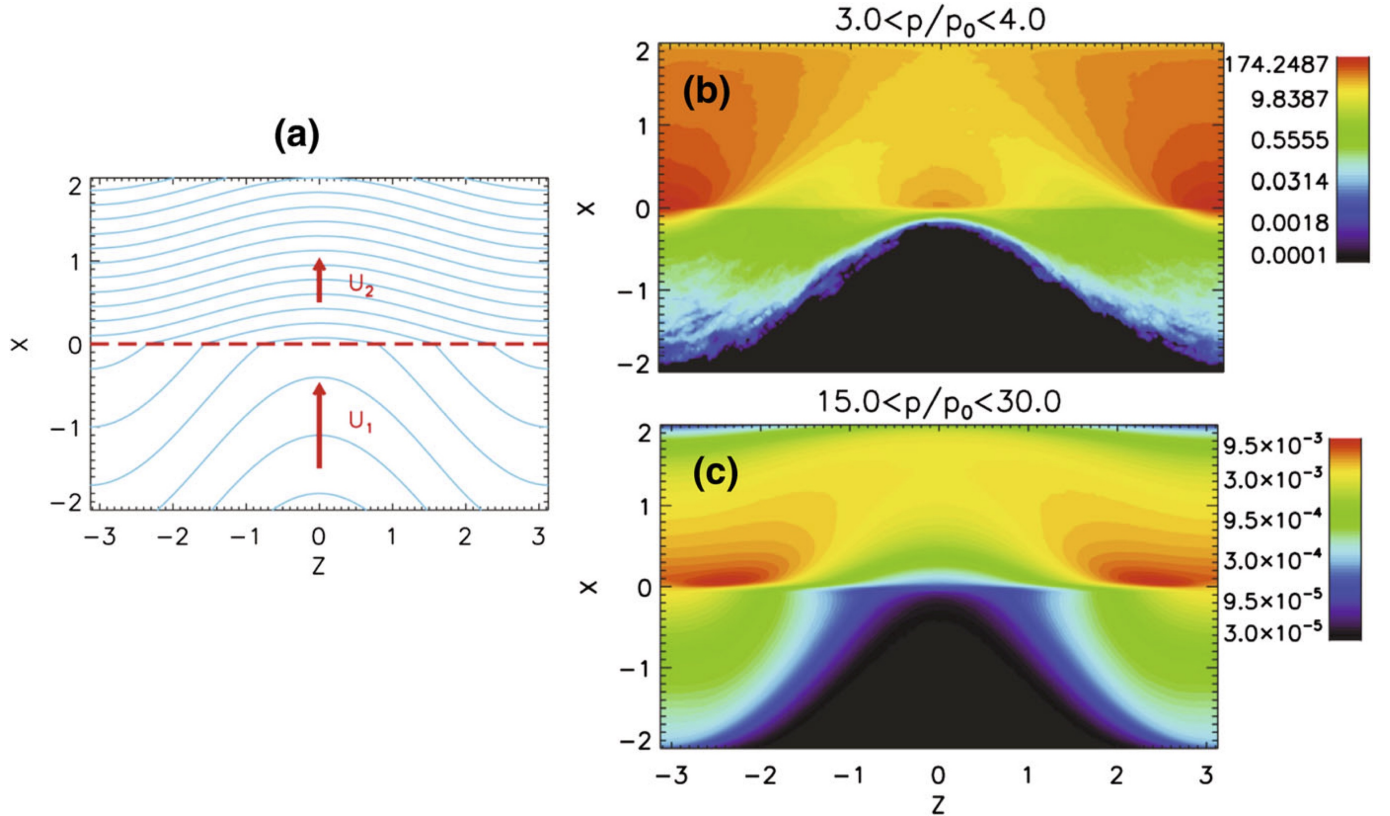 (a)
2
1
0
−1
−2
X
U₂
U₁
−3 −2 −1 0 1 2 3
Z
3.0<p/p₀<4.0
(b)
2
1
0
−1
−2
X
174.2487
9.8387
0.5555
0.0314
0.0018
0.0001
15.0<p/p₀<30.0
(c)
2
1
0
−1
−2
X
−3 −2 −1 0 1 2 3
Z
9.5×10⁻³
3.0×10⁻³
9.5×10⁻⁴
3.0×10⁻⁴
9.5×10⁻⁵
3.0×10⁻⁵